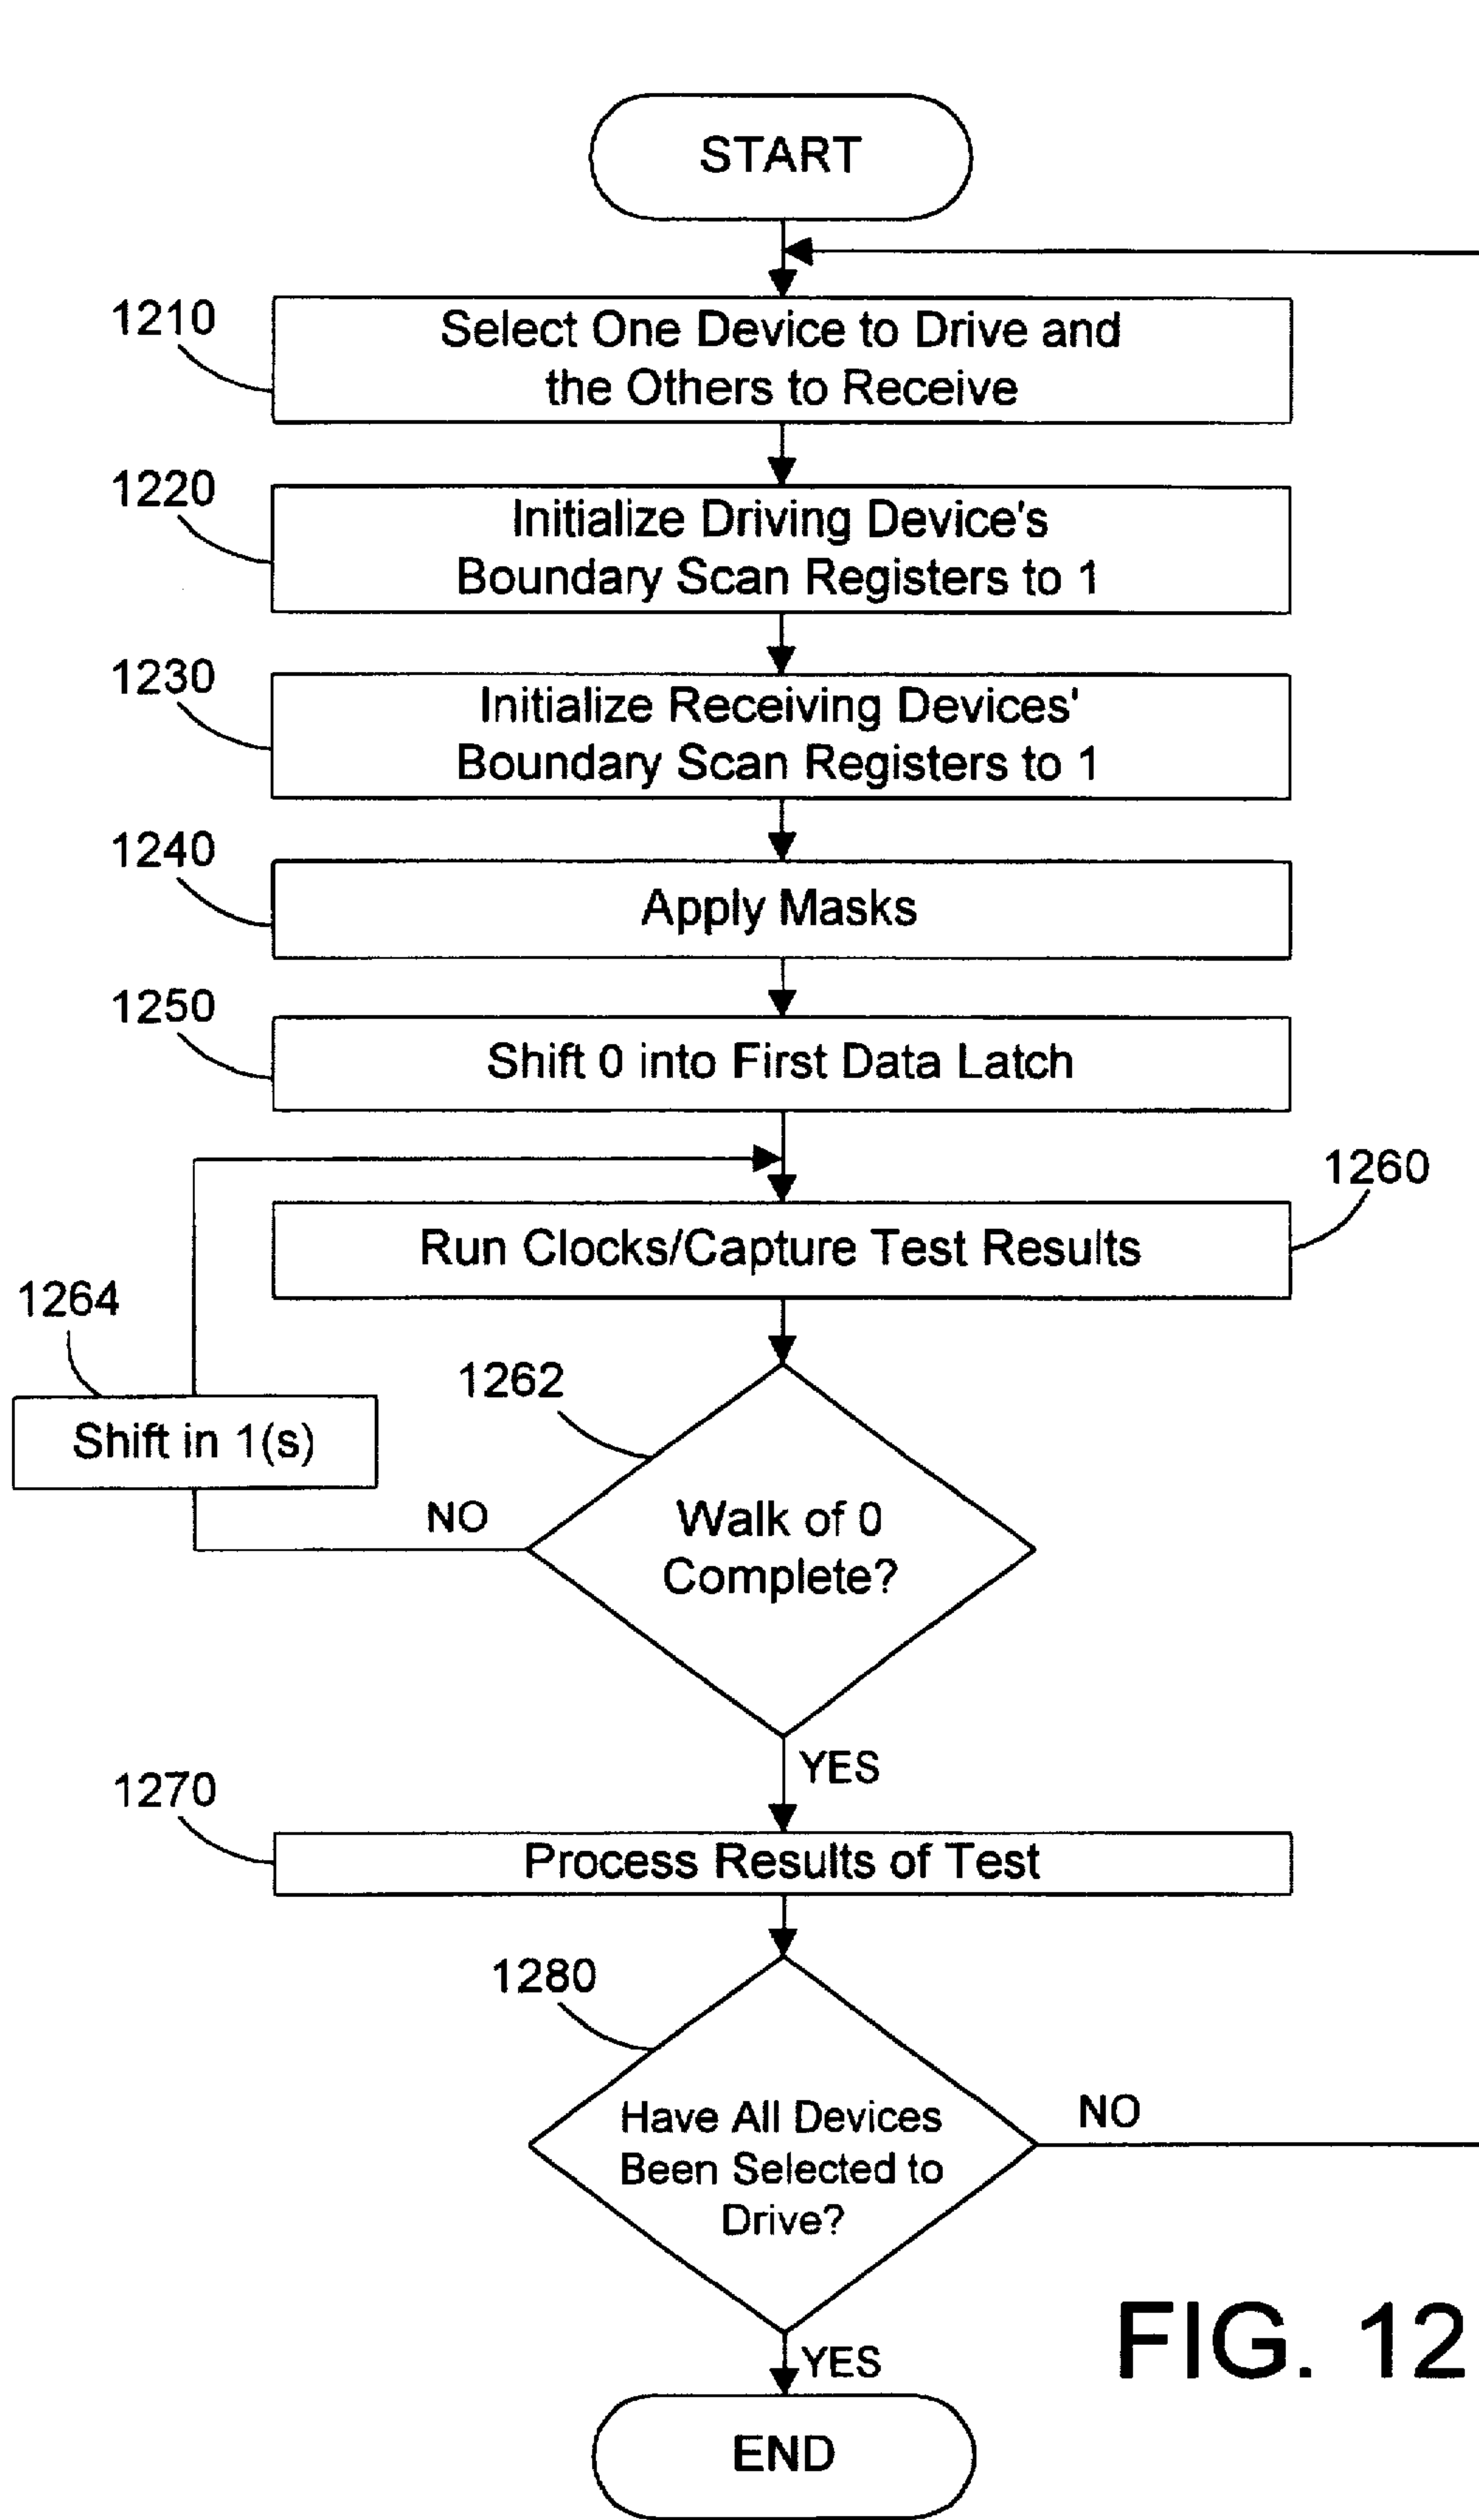 START
1210
Select One Device to Drive and
the Others to Receive
1220
Initialize Driving Device's
Boundary Scan Registers to 1
1230
Initialize Receiving Devices'
Boundary Scan Registers to 1
1240
Apply Masks
1250
Shift 0 into First Data Latch
1260
Run Clocks/Capture Test Results
1264
Shift in 1(s)
1262
NO
Walk of 0
Complete?
YES
1270
Process Results of Test
1280
Have All Devices
Been Selected to
Drive?
NO
YES
END
FIG. 12